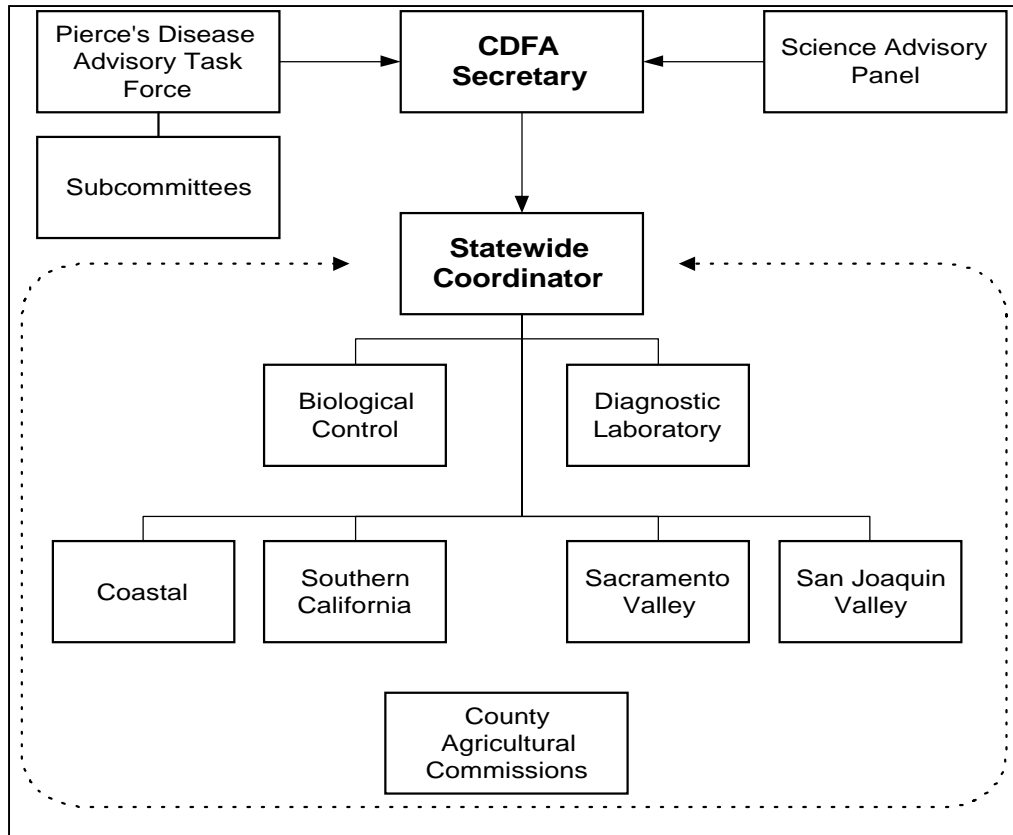 Pierce's Disease
Advisory Task
Force
CDFA
Secretary
Science Advisory
Panel
Subcommittees
Statewide
Coordinator
Biological
Control
Diagnostic
Laboratory
Coastal
Southern
California
Sacramento
Valley
San Joaquin
Valley
County
Agricultural
Commissions